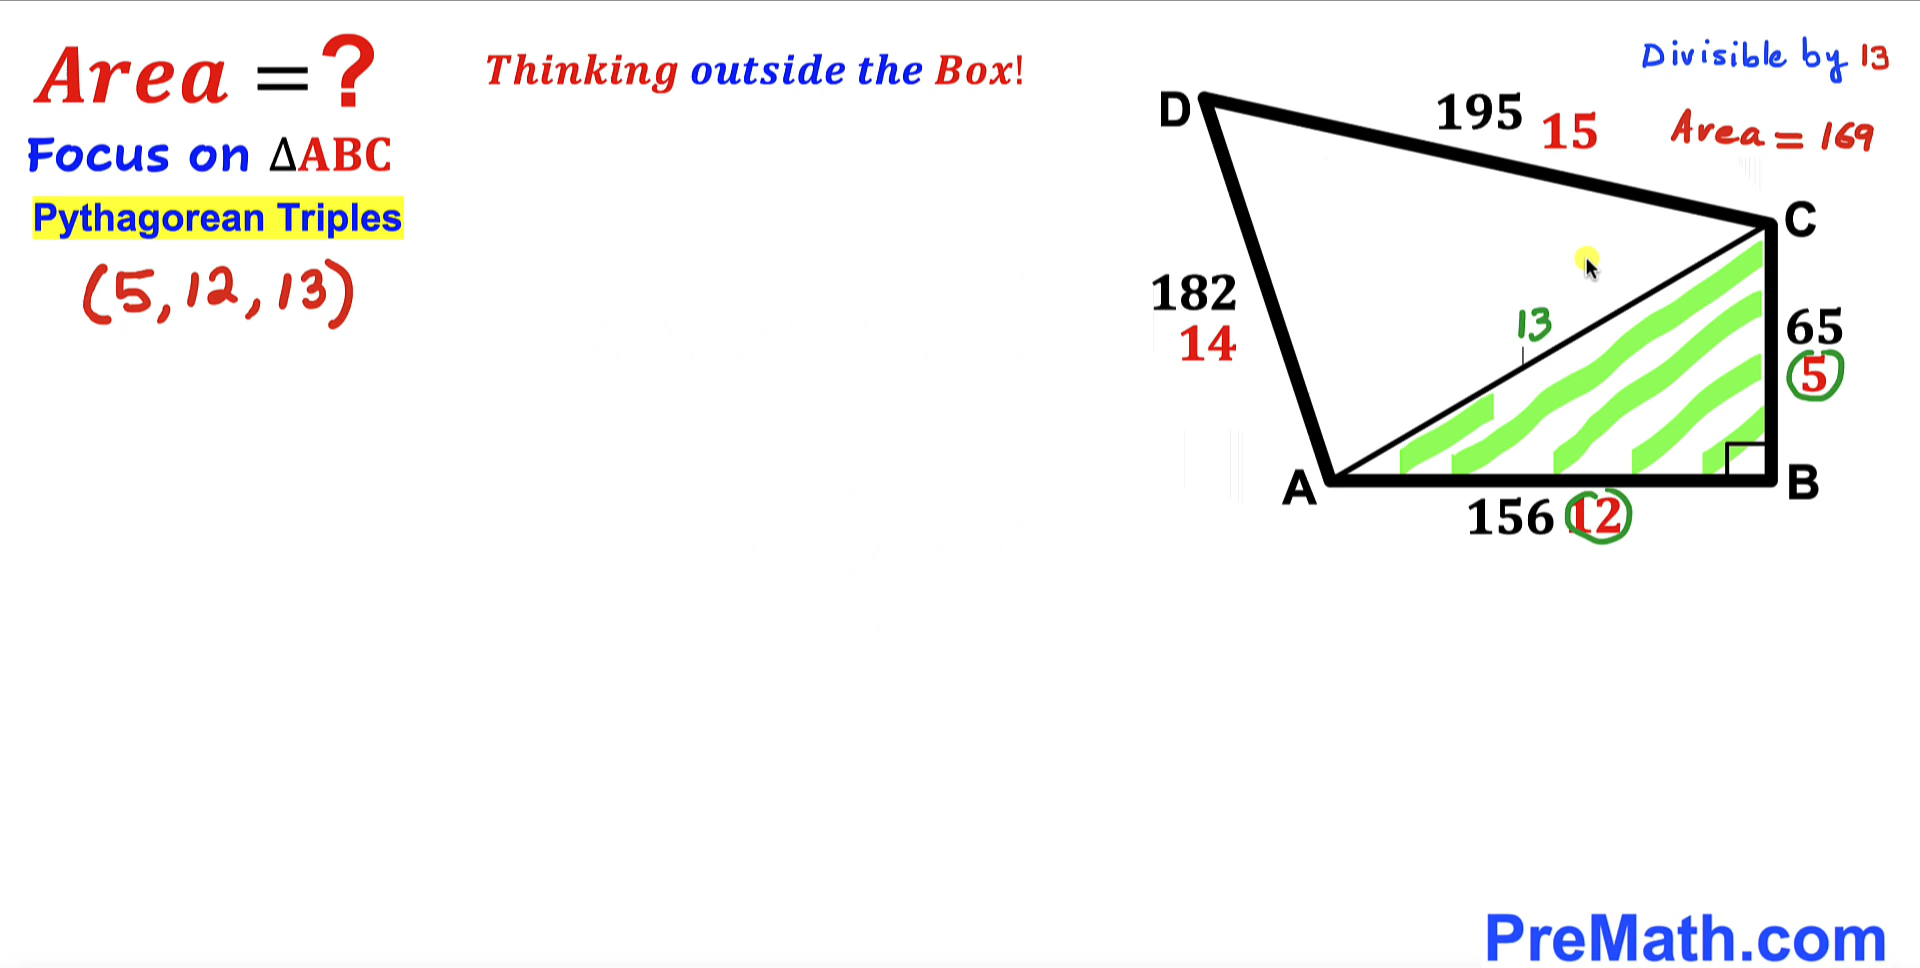 Area = ?
Thinking outside the Box!
Divisible by 13
Area = 169
Focus on ΔABC
Pythagorean Triples
(5, 12, 13)
D
195 15
C
182
14
13
65
5
A
B
156 12
PreMath.com